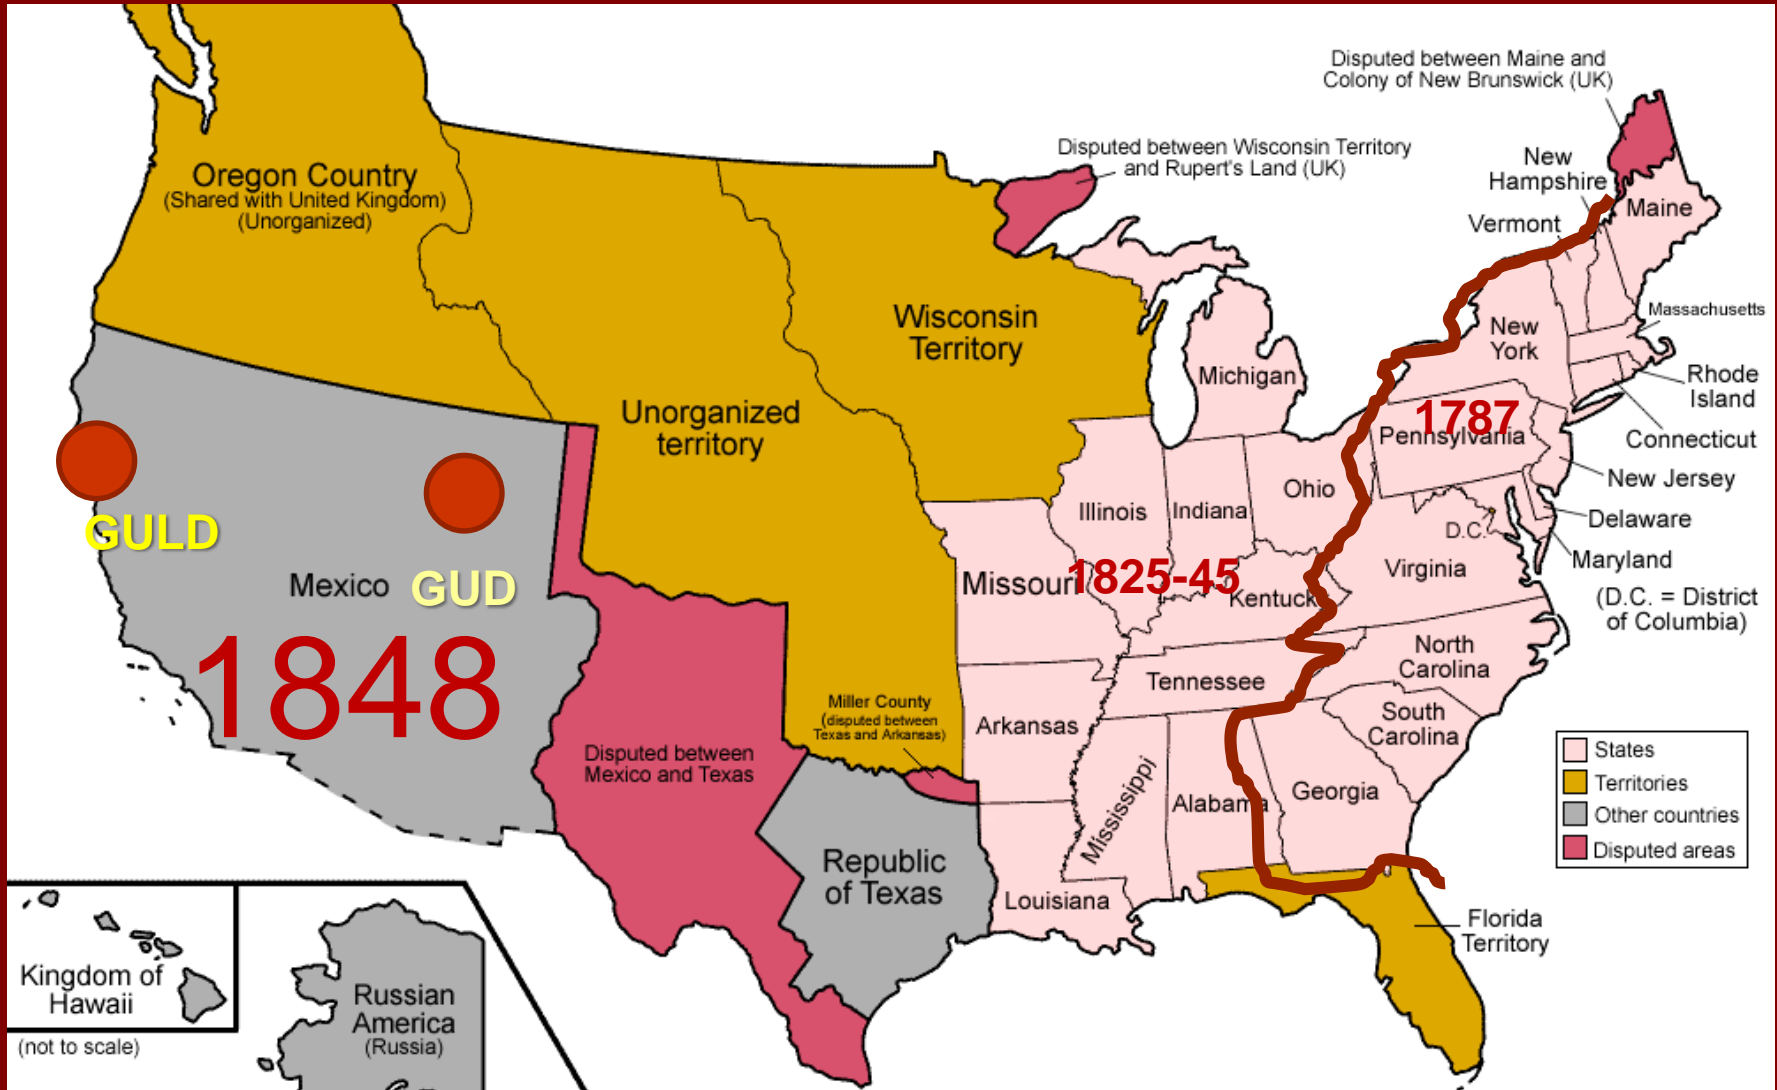 Disputed between Maine and
Colony of New Brunswick (UK)
Disputed between Wisconsin Territory
and Rupert's Land (UK)
New
Hampshire
Vermont
Maine
Oregon Country
(Shared with United Kingdom)
(Unorganized)
Wisconsin
Territory
Massachusetts
New
York
Michigan
Rhode
Island
Unorganized
territory
1787
Pennsylvania
Connecticut
New Jersey
Ohio
Illinois
Indiana
Delaware
D.C.
Maryland
GULD
Mexico
GUD
Missouri
1825-45
Kentuck
Virginia
(D.C. = District
of Columbia)
1848
North
Carolina
Tennessee
Miller County
(disputed between
Texas and Arkansas)
Arkansas
South
Carolina
Disputed between
Mexico and Texas
Mississippi
Alabama
Georgia
States
Territories
Other countries
Disputed areas
Republic
of Texas
Louisiana
Florida
Territory
Kingdom of
Hawaii
(not to scale)
Russian
America
(Russia)